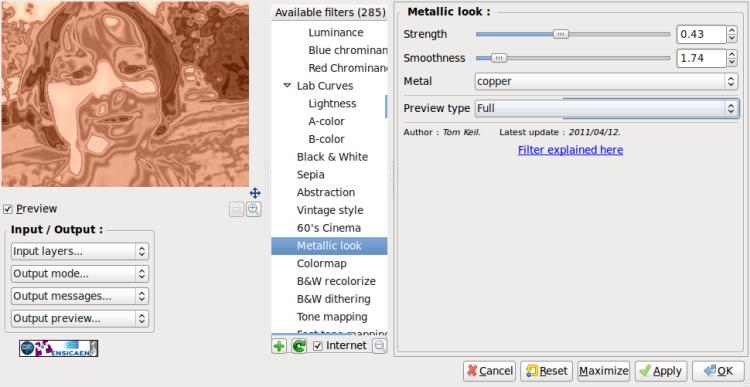 Available filters (285)
Luminance
Blue chrominan
Red Chrominan
Lab Curves
Lightness
A-color
B-color
Black & White
Sepia
Abstraction
Vintage style
60's Cinema
Metallic look
Colormap
B&W recolorize
B&W dithering
Tone mapping
Internet
Preview
Input / Output :
Input layers...
Output mode...
Output messages...
Output preview...
ENSICAEN
Metallic look :
Strength 0.43
Smoothness 1.74
Metal copper
Preview type Full
Author : Tom Keil. Latest update : 2011/04/12.
Filter explained here
Cancel Reset Maximize Apply OK